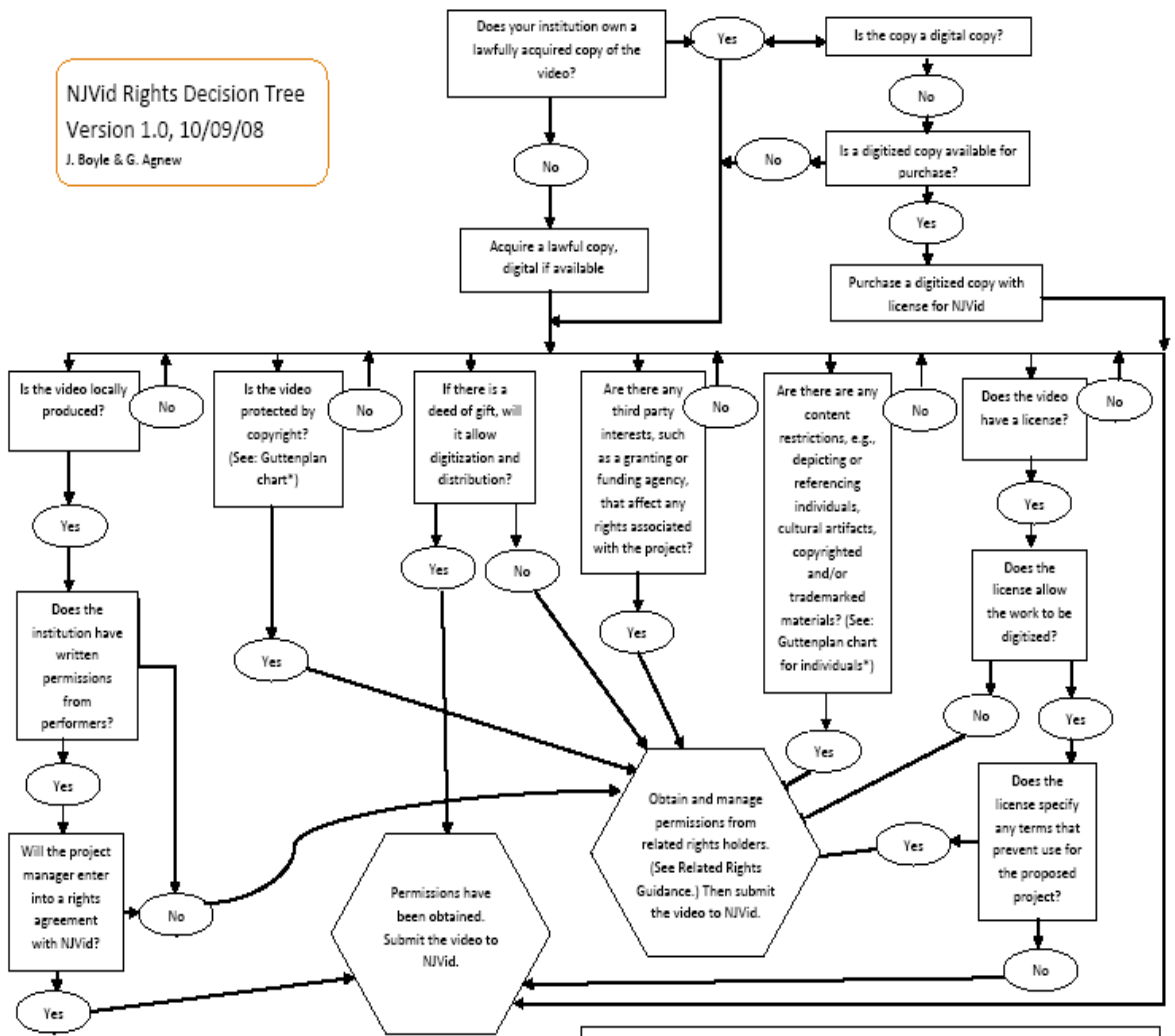 NJVid Rights Decision Tree
Version 1.0, 10/09/08
J. Boyle & G. Agnew
Does your institution own a
lawfully acquired copy of the
video?
Yes
Is the copy a digital copy?
No
No
Is a digitized copy available for
purchase?
No
Yes
Acquire a lawful copy,
digital if available
Purchase a digitized copy with
license for NJVid
Is the video locally
produced?
No
Is the video
protected by
copyright?
(See: Guttenplan
chart*)
No
If there is a
deed of gift, will
it allow
digitization and
distribution?
Are there any
third party
interests, such
as a granting or
funding agency,
that affect any
rights associated
with the project?
No
Are there are any
content
restrictions, e.g.,
depicting or
referencing
individuals,
cultural artifacts,
copyrighted
and/or
trademarked
materials? (See:
Guttenplan chart
for individuals*)
No
Does the video
have a license?
No
Yes
Yes
No
Yes
Does the
institution have
written
permissions
from
performers?
Yes
Yes
Does the
license allow
the work to be
digitized?
No
Yes
Yes
Yes
Will the project
manager enter
into a rights
agreement
with NJVid?
No
Yes
Permissions have
been obtained.
Submit the video to
NJVid.
Obtain and manage
permissions from
related rights holders.
(See Related Rights
Guidance.) Then submit
the video to NJVid.
Yes
Does the
license specify
any terms that
prevent use for
the proposed
project?
No